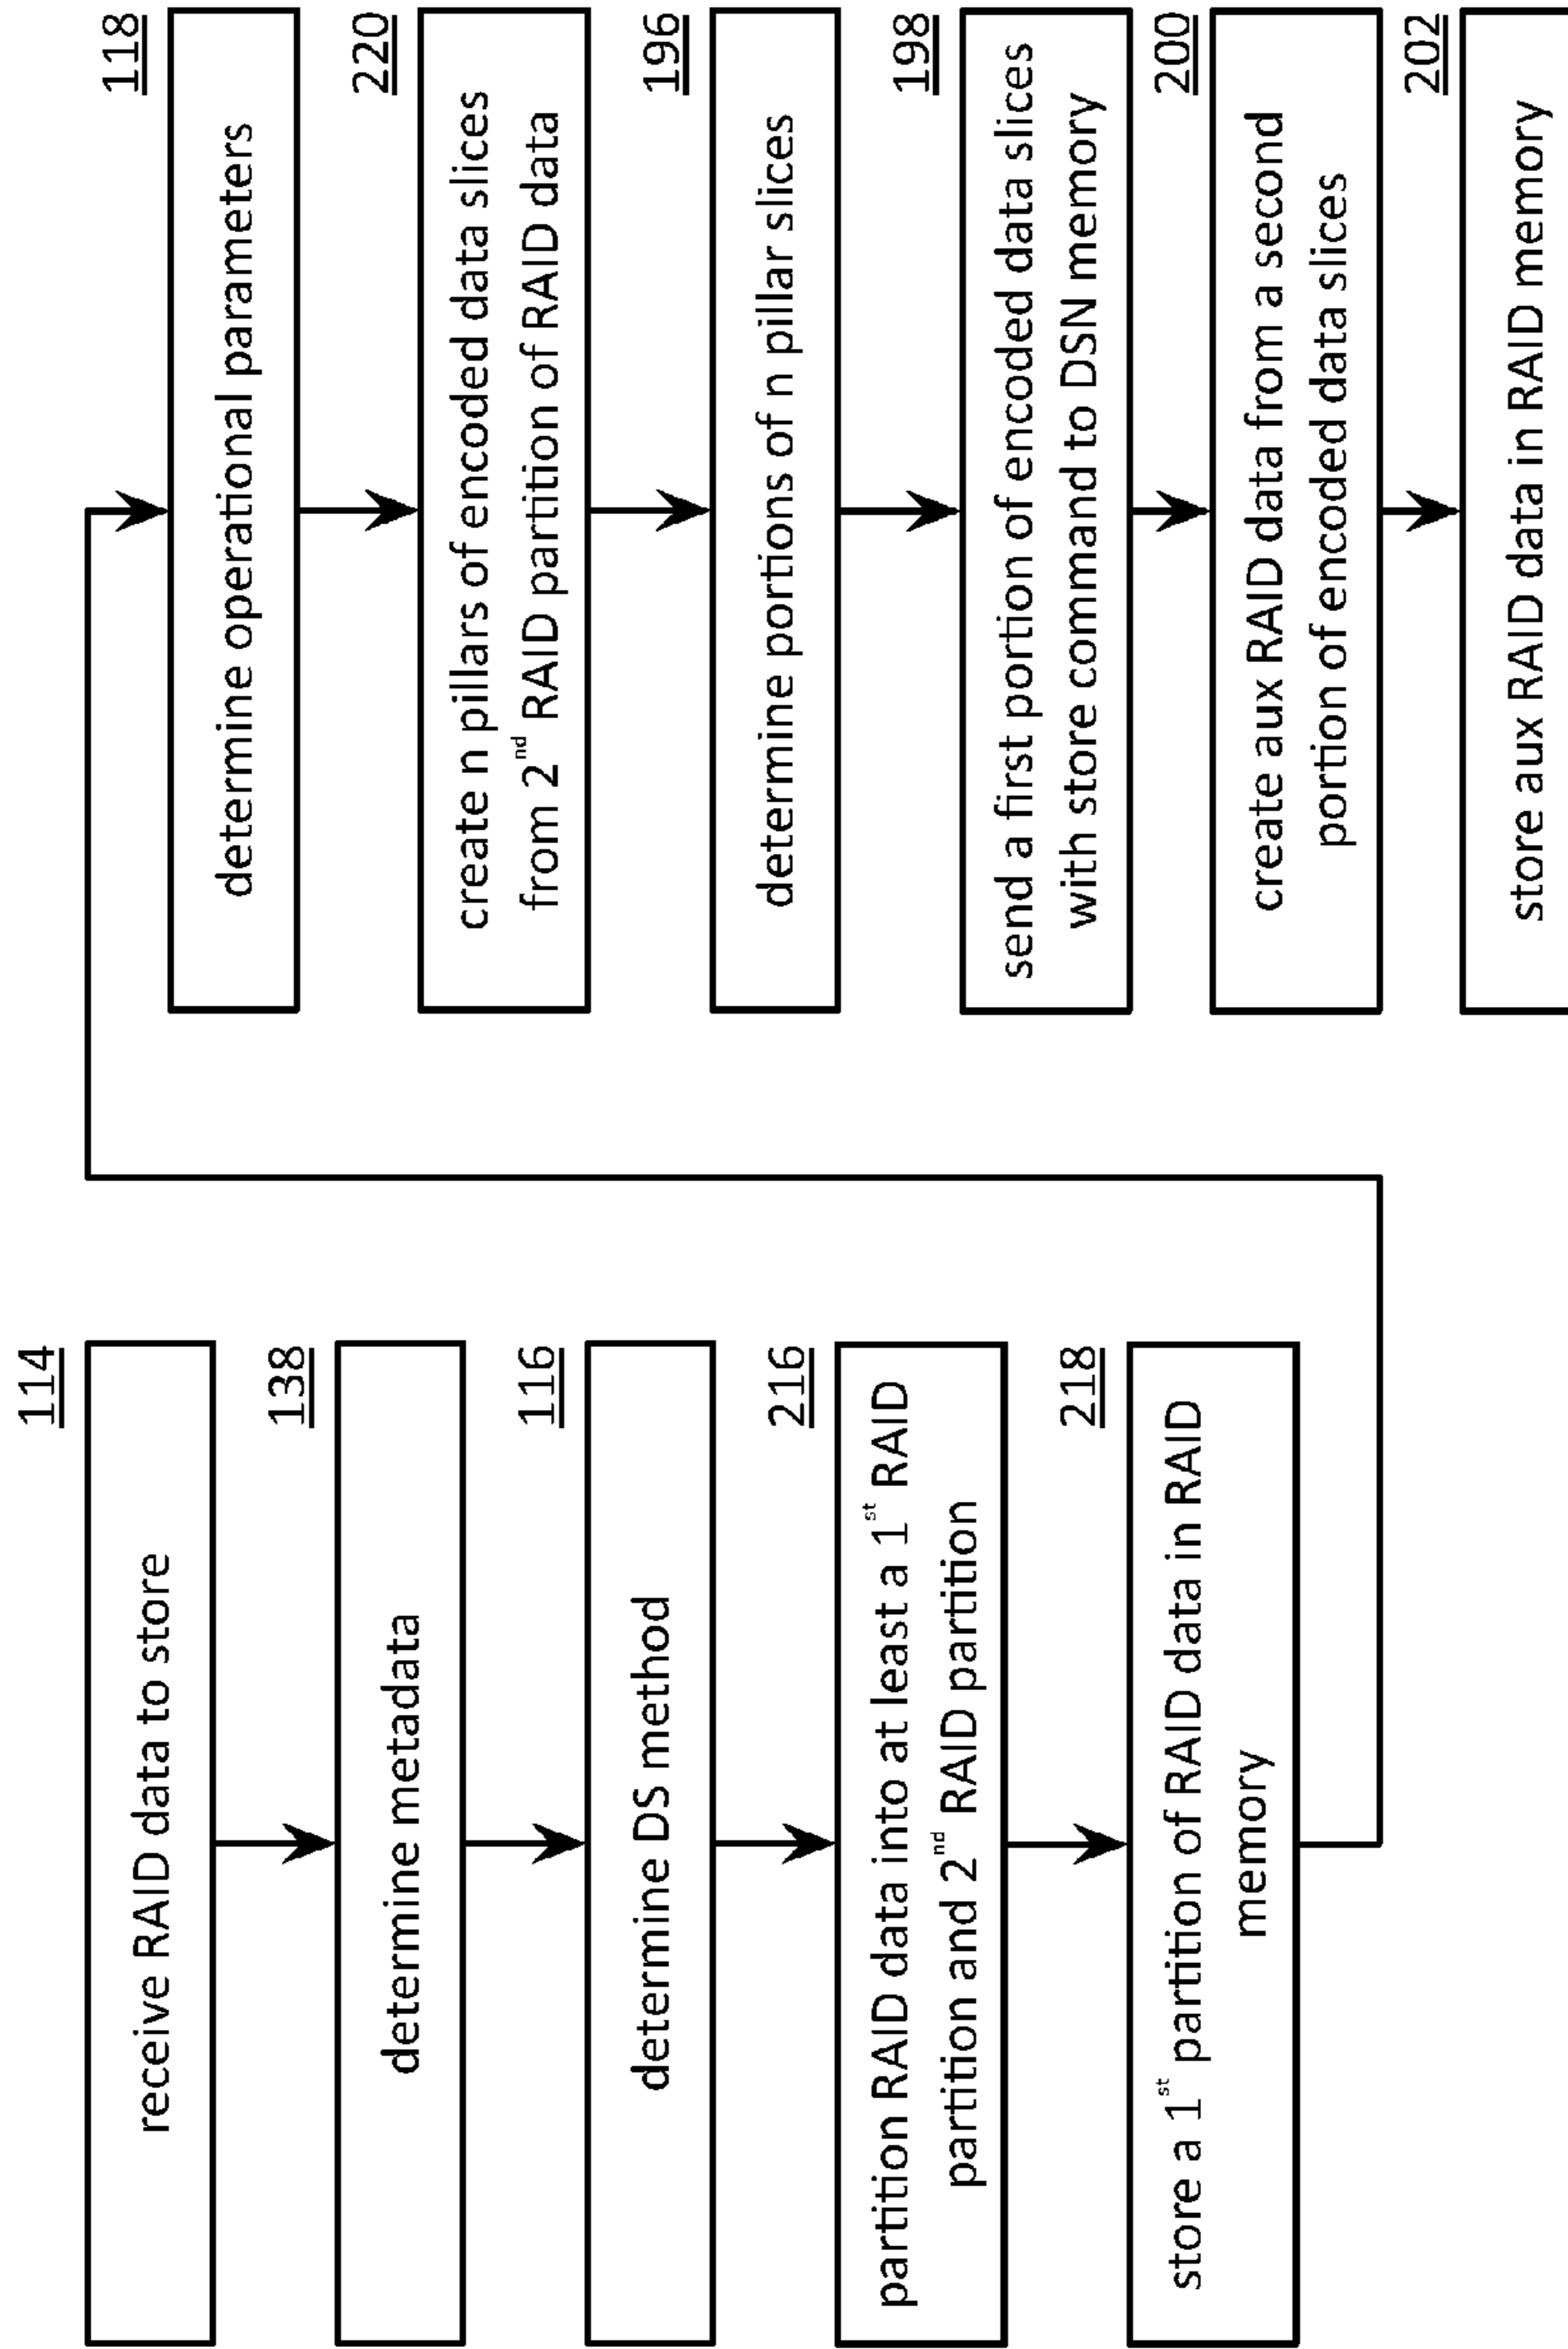 114
receive RAID data to store
138
determine metadata
116
determine DS method
216
partition RAID data into at least a 1st RAID
partition and 2nd RAID partition
218
store a 1st partition of RAID data in RAID
memory
118
determine operational parameters
220
create n pillars of encoded data slices
from 2nd RAID partition of RAID data
196
determine portions of n pillar slices
198
send a first portion of encoded data slices
with store command to DSN memory
200
create aux RAID data from a second
portion of encoded data slices
202
store aux RAID data in RAID memory